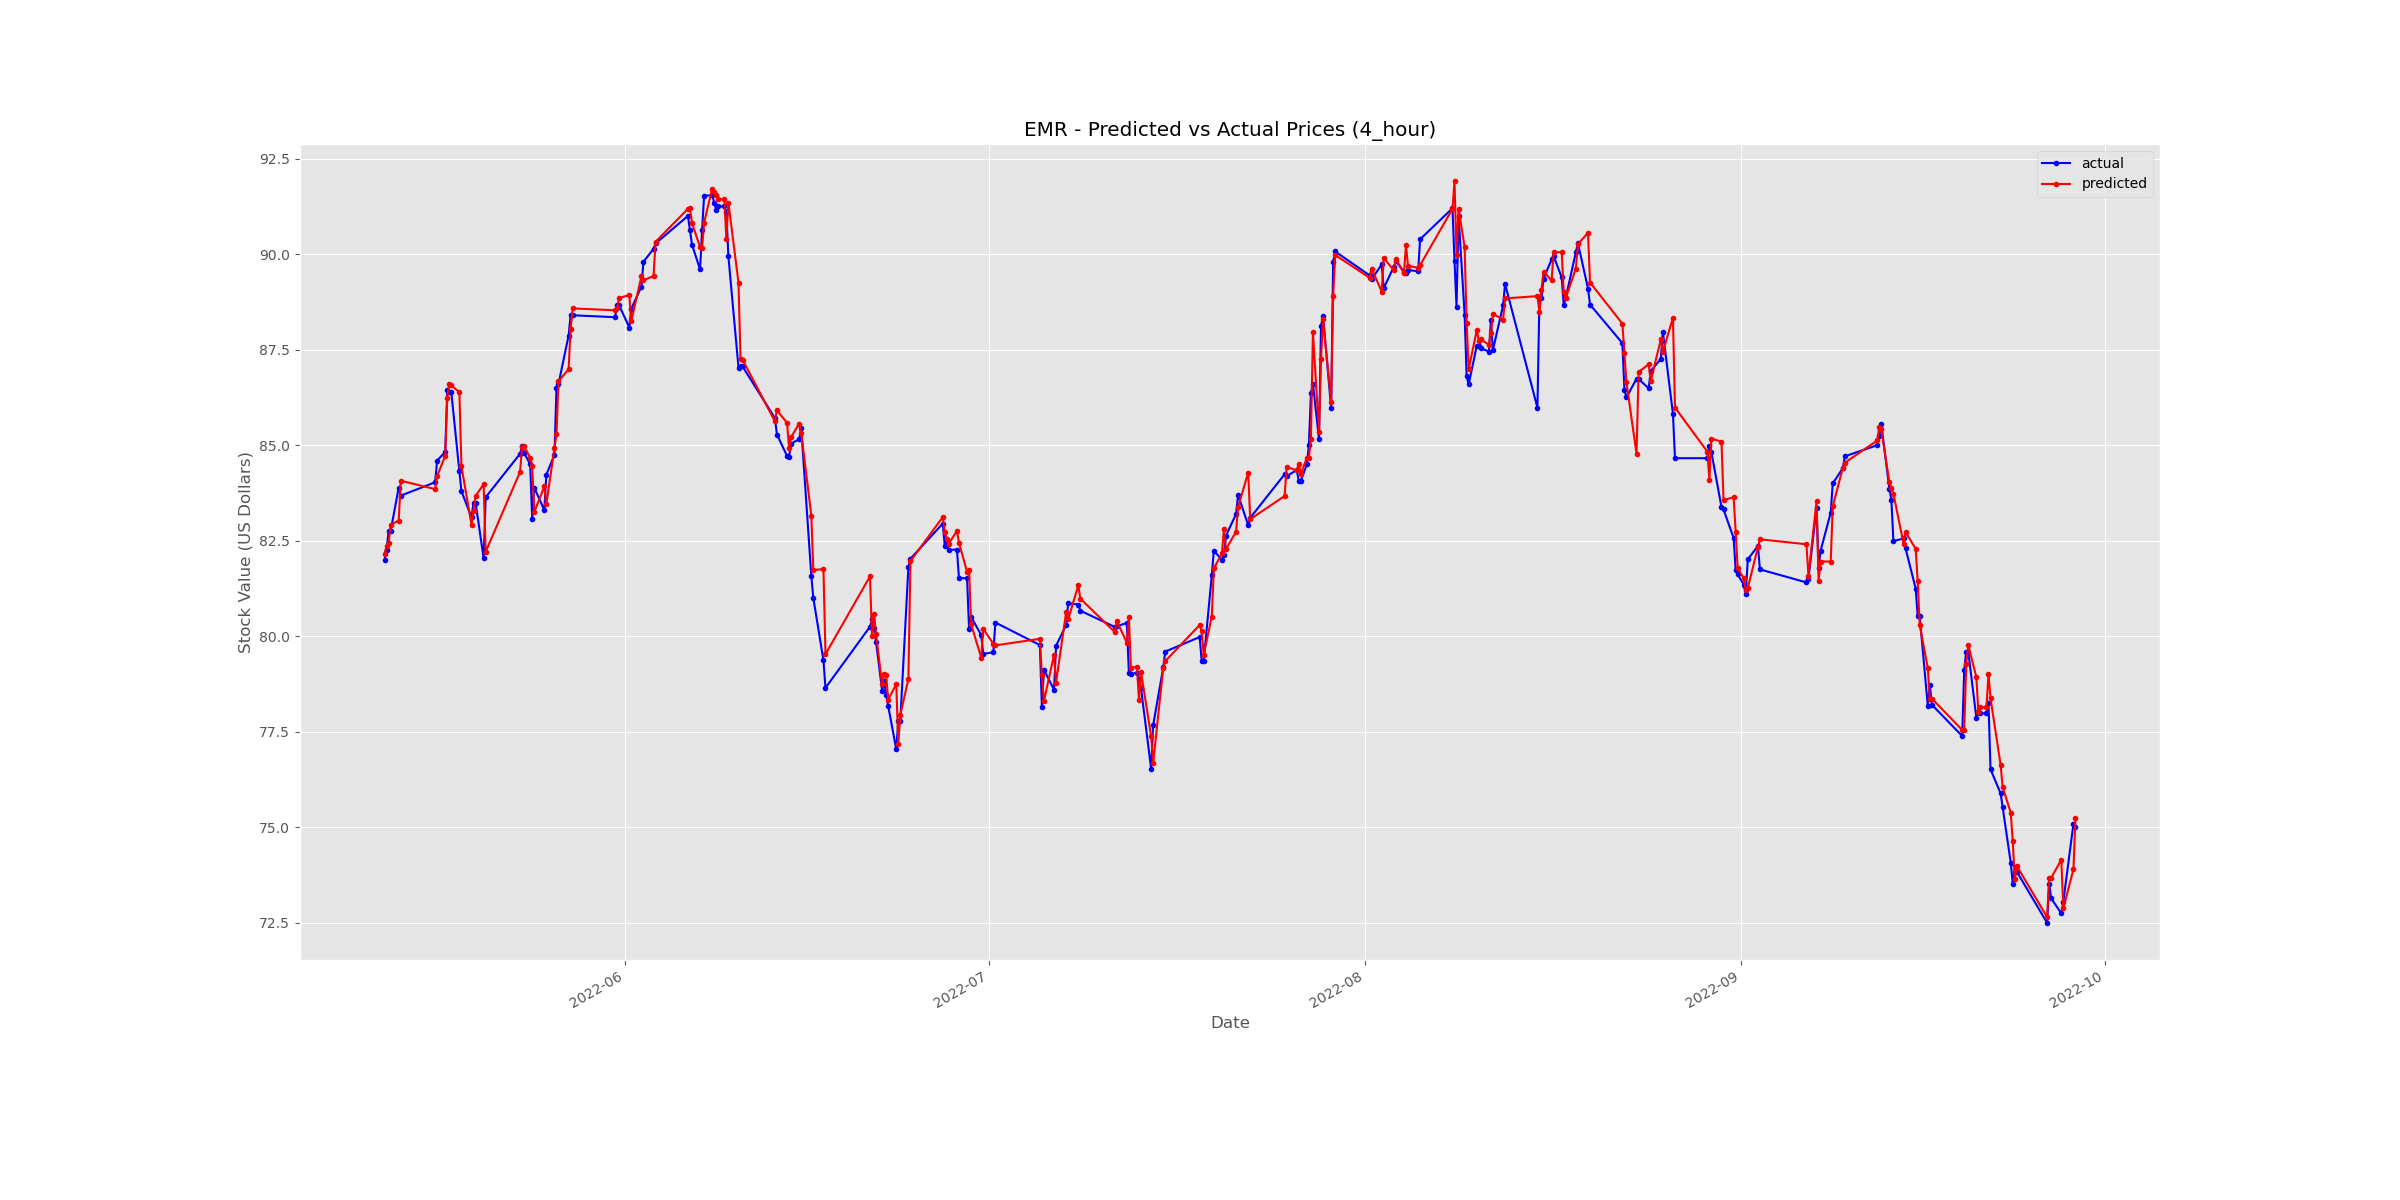 EMR - Predicted vs Actual Prices (4_hour)
actual
predicted
Stock Value (US Dollars)
92.5
90.0
87.5
85.0
82.5
80.0
77.5
75.0
72.5
2022-06
2022-07
2022-08
2022-09
2022-10
Date